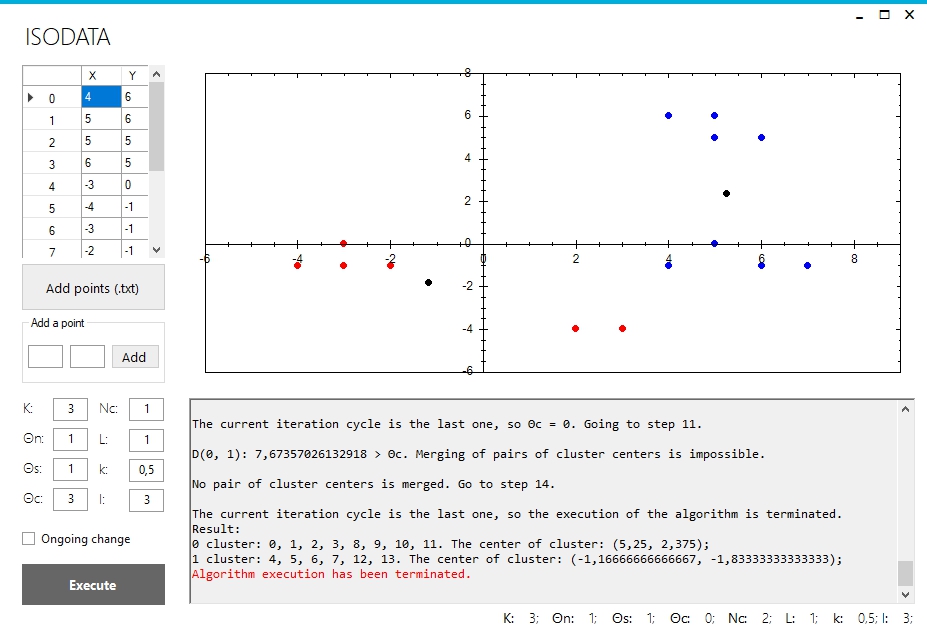 ISODATA
X Y
0 4 6
1 5 6
2 5 5
3 6 5
4 -3 0
5 -4 -1
6 -3 -1
7 -2 -1
Add points (.txt)
Add a point
Add
K: 3 Nc: 1
Θn: 1 L: 1
Θs: 1 k: 0,5
Θc: 3 I: 3
Ongoing change
Execute
8
6
4
2
0
-6 -4 -2 0 2 4 6 8
-2
-4
-6
The current iteration cycle is the last one, so Θc = 0. Going to step 11.
D(0, 1): 7,67357026132918 > Θc. Merging of pairs of cluster centers is impossible.
No pair of cluster centers is merged. Go to step 14.
The current iteration cycle is the last one, so the execution of the algorithm is terminated.
Result:
0 cluster: 0, 1, 2, 3, 8, 9, 10, 11. The center of cluster: (5,25, 2,375);
1 cluster: 4, 5, 6, 7, 12, 13. The center of cluster: (-1,16666666666667, -1,83333333333333);
Algorithm execution has been terminated.
K: 3; Θn: 1; Θs: 1; Θc: 0; Nc: 2; L: 1; k: 0,5; I: 3;